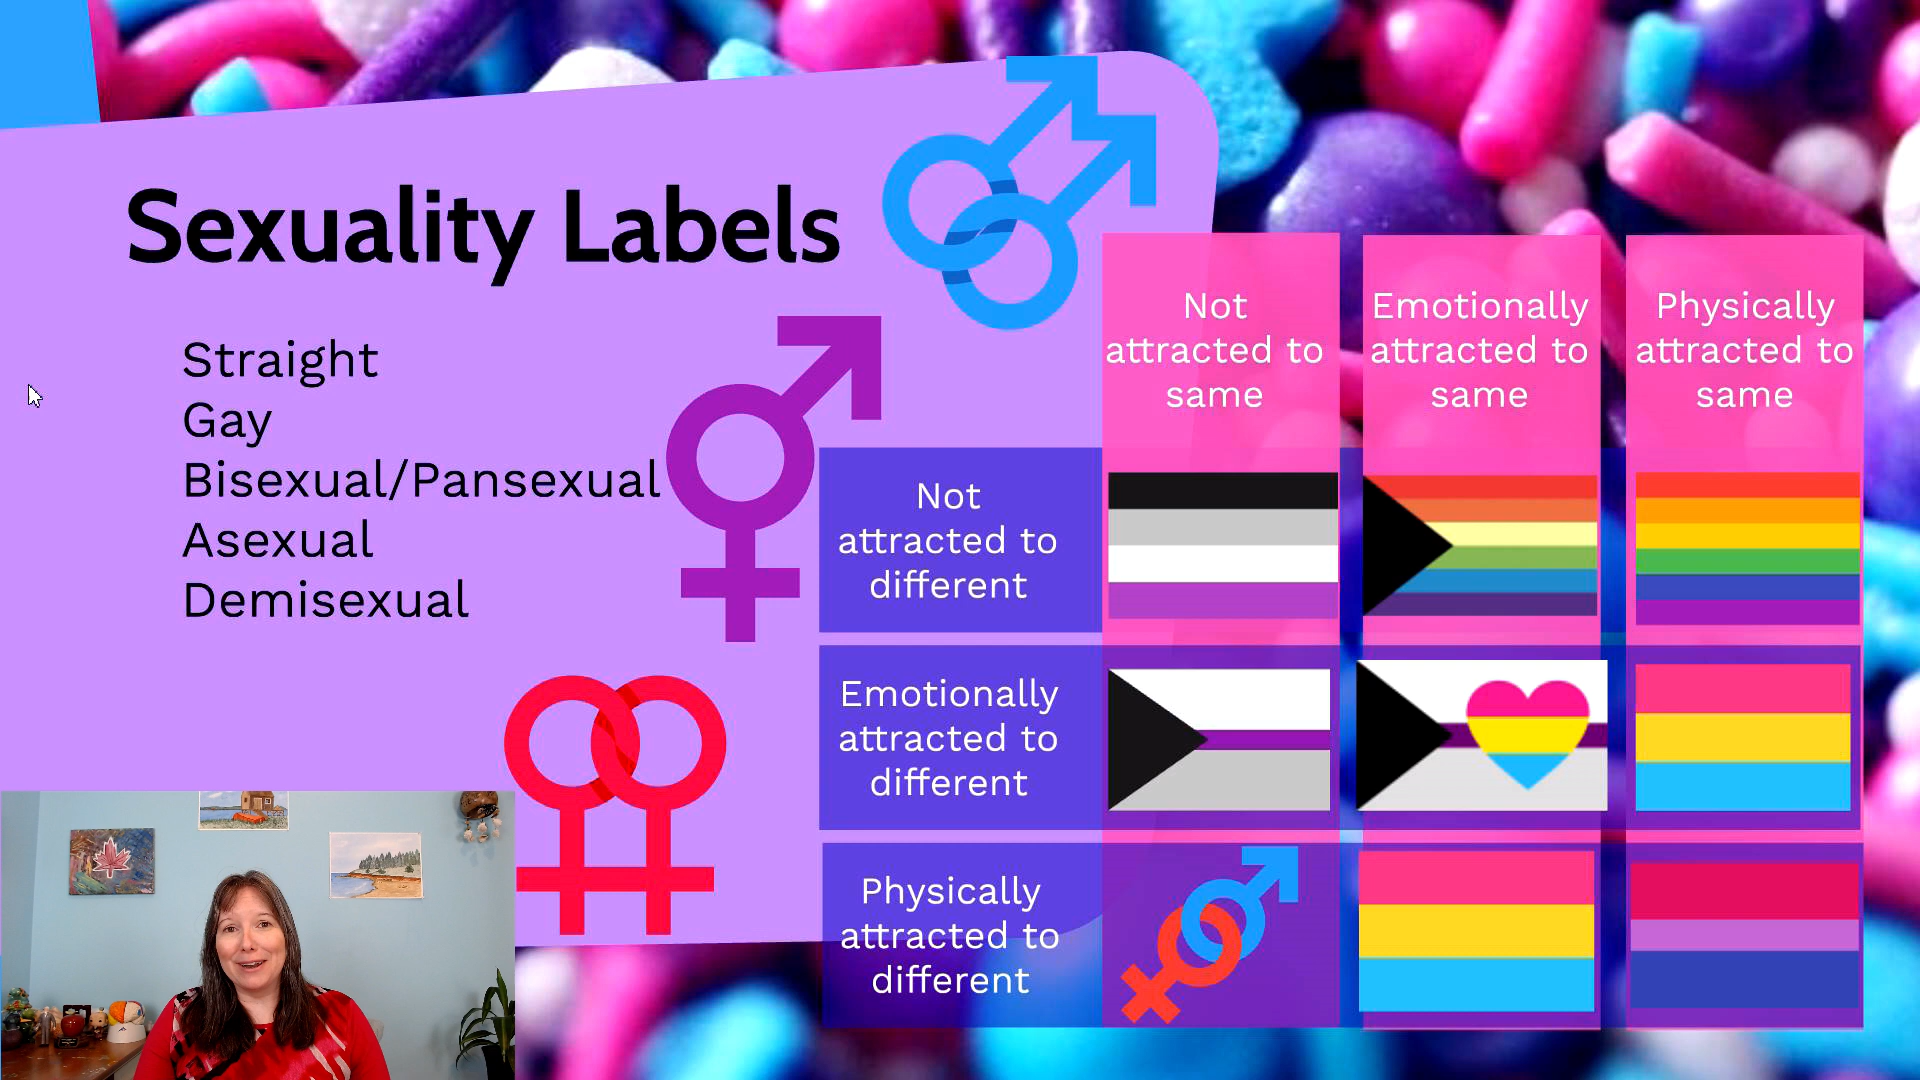 Sexuality Labels
Straight
Gay
Bisexual/Pansexual
Asexual
Demisexual
Not
attracted to
same
Emotionally
attracted to
same
Physically
attracted to
same
Not
attracted to
different
Emotionally
attracted to
different
Physically
attracted to
different